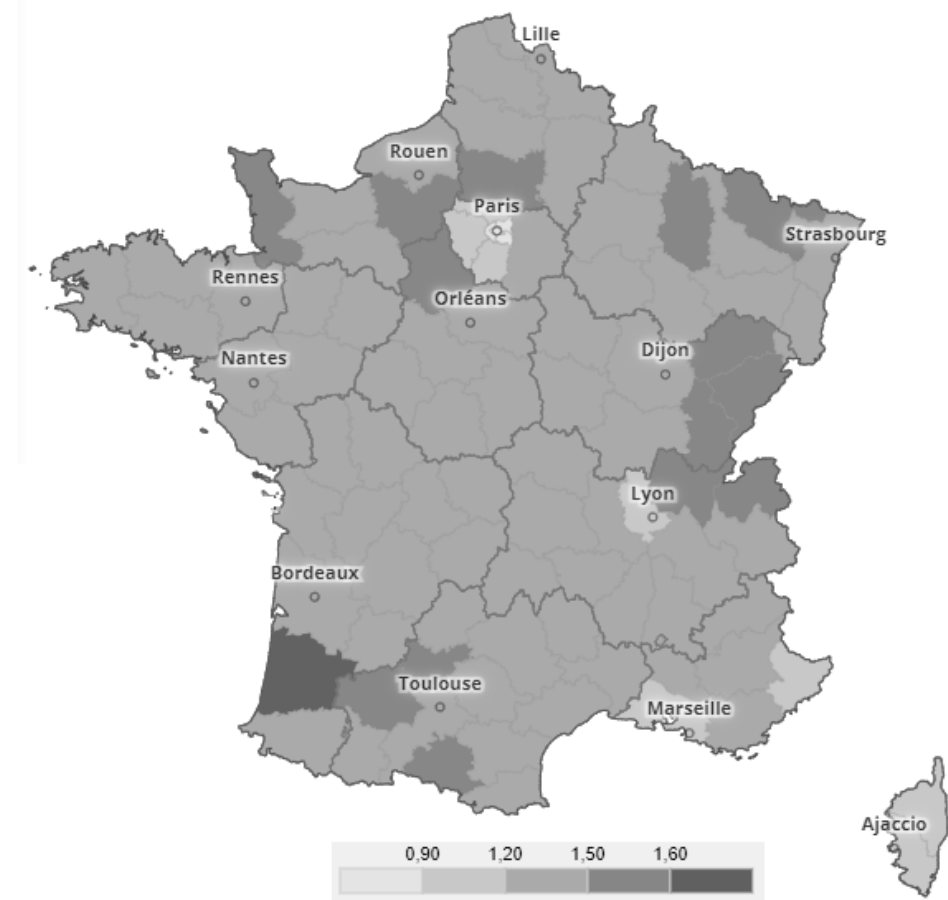 Lille
Rouen
Paris
Strasbourg
Rennes
Orléans
Dijon
Nantes
Lyon
Bordeaux
Toulouse
Marseille
Ajaccio
0,90 1,20 1,50 1,60